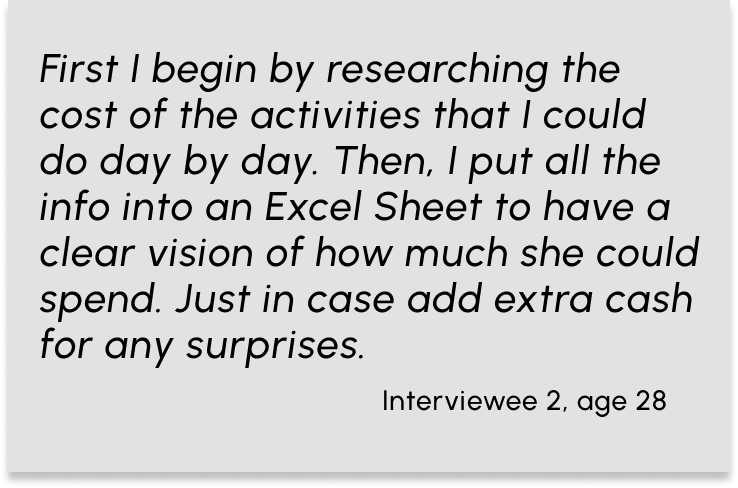 First I begin by researching the
cost of the activities that I could
do day by day. Then, I put all the
info into an Excel Sheet to have a
clear vision of how much she could
spend. Just in case add extra cash
for any surprises.
Interviewee 2, age 28